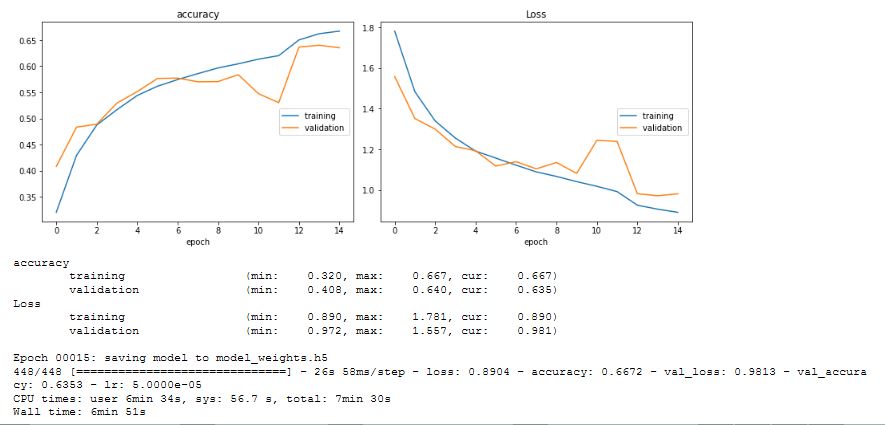 accuracy
0.65
0.60
0.55
0.50
0.45
0.40
0.35
training
validation
0 2 4 6 8 10 12 14
epoch
Loss
1.8
1.6
1.4
1.2
1.0
training
validation
0 2 4 6 8 10 12 14
epoch
accuracy
training (min: 0.320, max: 0.667, cur: 0.667)
validation (min: 0.408, max: 0.640, cur: 0.635)
Loss
training (min: 0.890, max: 1.781, cur: 0.890)
validation (min: 0.972, max: 1.557, cur: 0.981)
Epoch 00015: saving model to model_weights.h5
448/448 [==============================] - 26s 58ms/step - loss: 0.8904 - accuracy: 0.6672 - val_loss: 0.9813 - val_accura
cy: 0.6353 - lr: 5.0000e-05
CPU times: user 6min 34s, sys: 56.7 s, total: 7min 30s
Wall time: 6min 51s